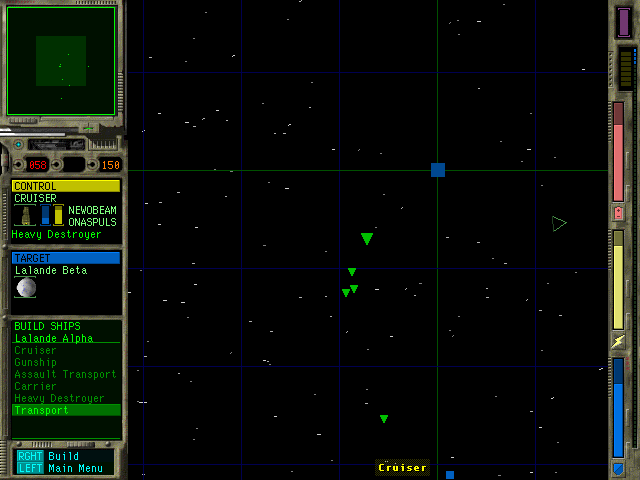 058 150
CONTROL
CRUISER
NEWOBEAM
ONASPULS
Heavy Destroyer
TARGET
Lalande Beta
BUILD SHIPS
Lalande Alpha
Cruiser
Gunship
Assault Transport
Carrier
Heavy Destroyer
Transport
RGHT Build
LEFT Main Menu
Cruiser